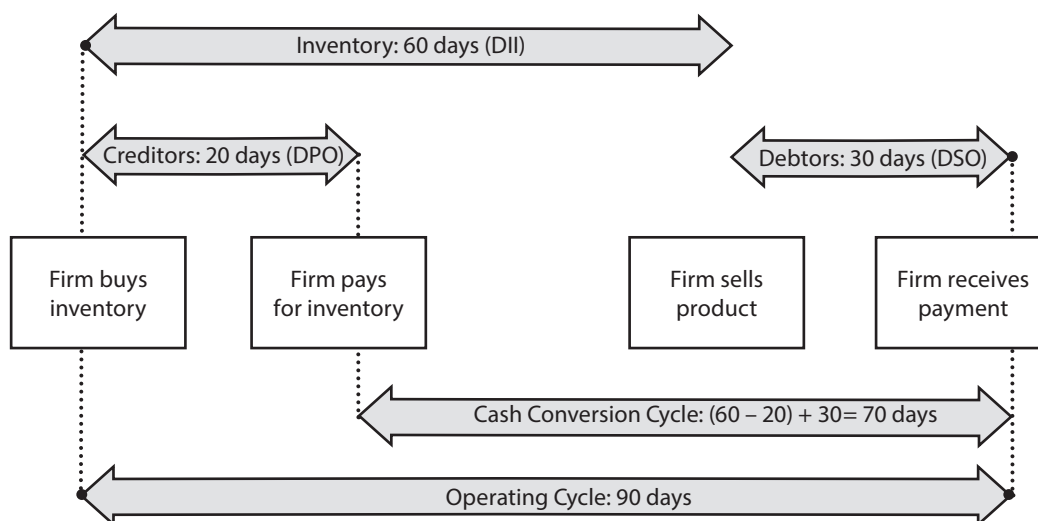 Inventory: 60 days (DII)
Creditors: 20 days (DPO)
Debtors: 30 days (DSO)
Firm buys
inventory
Firm pays
for inventory
Firm sells
product
Firm receives
payment
Cash Conversion Cycle: (60 – 20) + 30= 70 days
Operating Cycle: 90 days